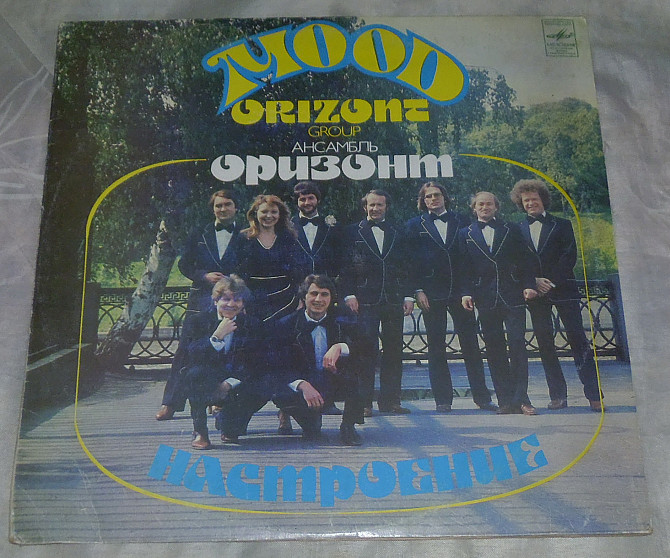 MOOD
ORIZONT
GROUP
АНСАМБЛЬ
ОРИЗОНТ
НАСТРОЕНИЕ